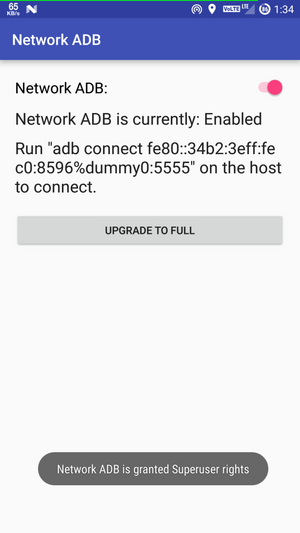 65
KB/s
VoLTE
LTE
1:34
Network ADB
Network ADB:
Network ADB is currently: Enabled
Run "adb connect fe80::34b2:3eff:fe
c0:8596%dummy0:5555" on the host
to connect.
UPGRADE TO FULL
Network ADB is granted Superuser rights